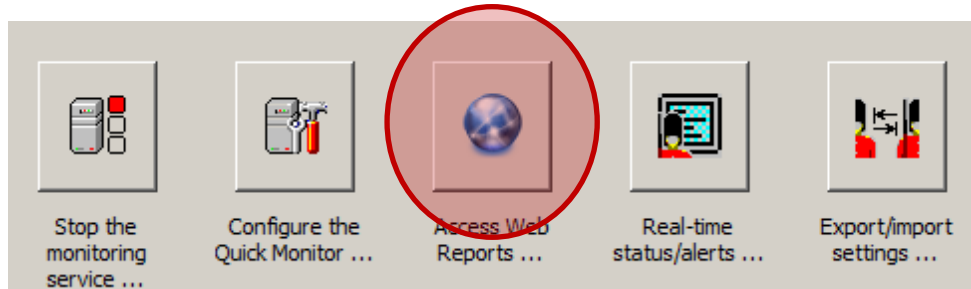 Stop the
monitoring
service ...
Configure the
Quick Monitor ...
Access Web
Reports ...
Real-time
status/alerts ...
Export/import
settings ...